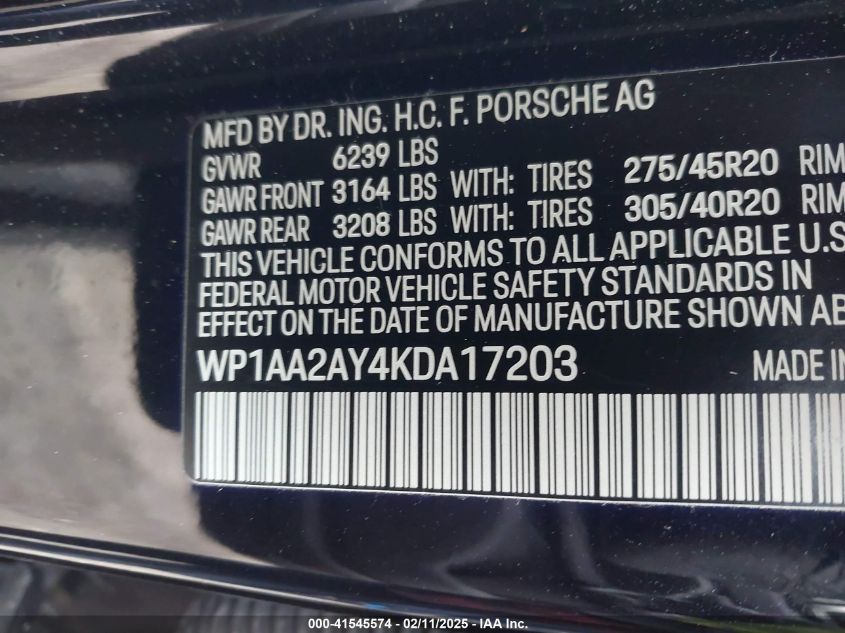 MFD BY DR. ING. H.C. F. PORSCHE AG
GVWR 6239 LBS
GAWR FRONT 3164 LBS WITH: TIRES 275/45R20 RIM
GAWR REAR 3208 LBS WITH: TIRES 305/40R20 RIM
THIS VEHICLE CONFORMS TO ALL APPLICABLE U.S
FEDERAL MOTOR VEHICLE SAFETY STANDARDS IN
EFFECT ON THE DATE OF MANUFACTURE SHOWN AB
WP1AA2AY4KDA17203 MADE IN
000-41545574 - 02/11/2025 - IAA Inc.